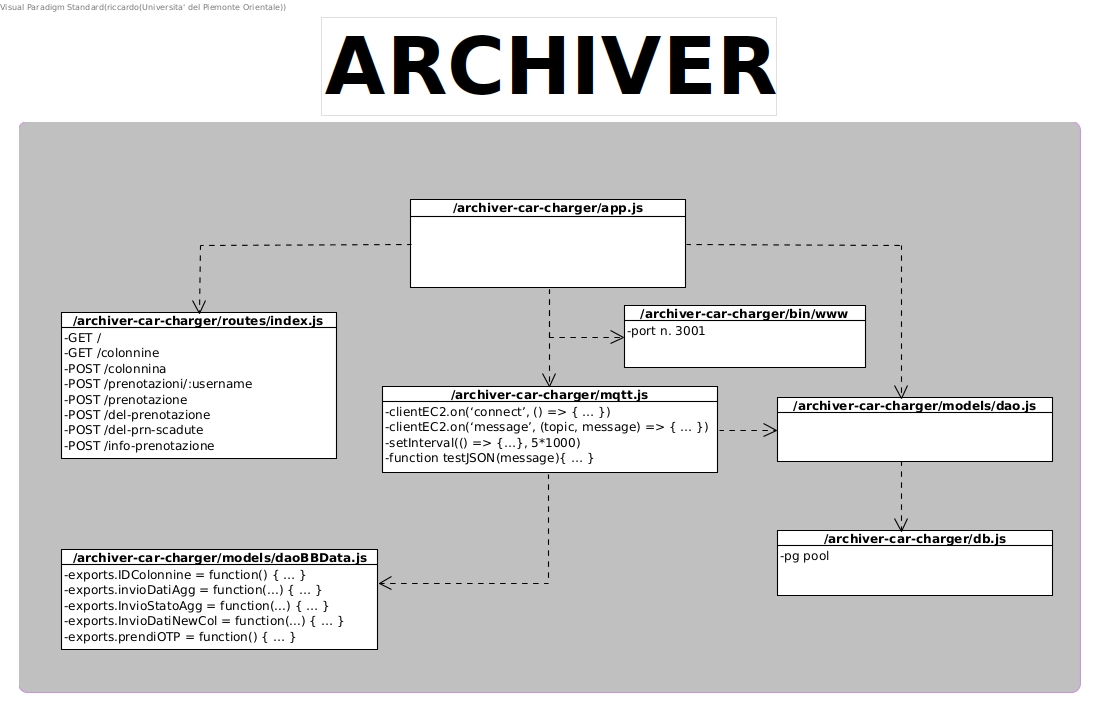 Visual Paradigm Standard(riccardo(Universita' del Piemonte Orientale))
ARCHIVER
/archiver-car-charger/app.js
/archiver-car-charger/routes/index.js
-GET /
-GET /colonnine
-POST /colonnina
-POST /prenotazioni/:username
-POST /prenotazione
-POST /del-prenotazione
-POST /del-prn-scadute
-POST /info-prenotazione
/archiver-car-charger/bin/www
-port n. 3001
/archiver-car-charger/mqtt.js
-clientEC2.on(‘connect’, () => { ... })
-clientEC2.on(‘message’, (topic, message) => { ... })
-setInterval(() => {...}, 5*1000)
-function testJSON(message){ ... }
/archiver-car-charger/models/dao.js
/archiver-car-charger/db.js
-pg pool
/archiver-car-charger/models/daoBBData.js
-exports.IDColonnine = function() { ... }
-exports.invioDatiAgg = function(...) { ... }
-exports.InvioStatoAgg = function(...) { ... }
-exports.InvioDatiNewCol = function(...) { ... }
-exports.prendiOTP = function() { ... }